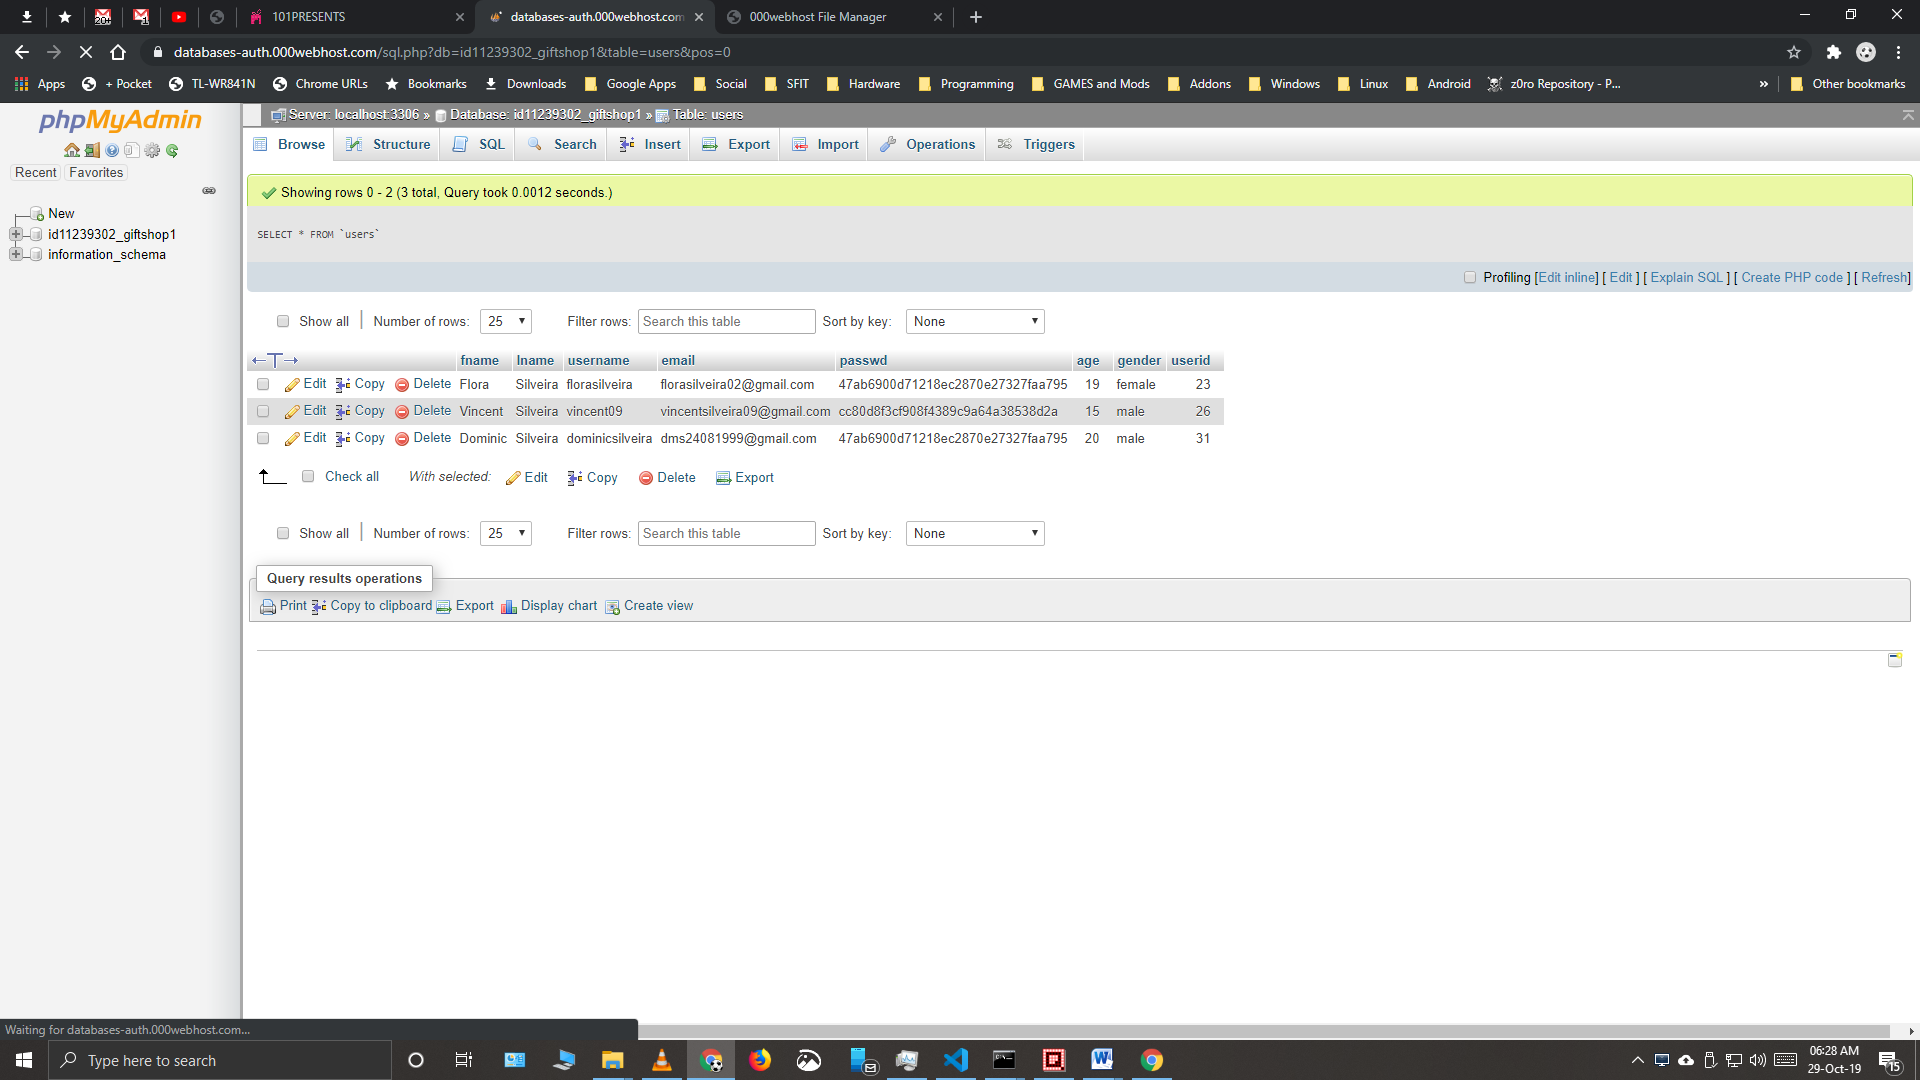 101PRESENTS
databases-auth.000webhost.com
000webhost File Manager
20+
1
databases-auth.000webhost.com/sql.php?db=id11239302_giftshop1&table=users&pos=0
Apps + Pocket TL-WR841N Chrome URLs Bookmarks Downloads Google Apps Social SFIT Hardware Programming GAMES and Mods Addons Windows Linux Android z0ro Repository - P... » Other bookmarks
phpMyAdmin
Recent Favorites
New
id11239302_giftshop1
information_schema
Server: localhost:3306 » Database: id11239302_giftshop1 » Table: users
Browse Structure SQL Search Insert Export Import Operations Triggers
Showing rows 0 - 2 (3 total, Query took 0.0012 seconds.)
SELECT * FROM `users`
Profiling [Edit inline] [ Edit ] [ Explain SQL ] [ Create PHP code ] [ Refresh]
Show all Number of rows: 25 Filter rows: Search this table Sort by key: None
fname lname username email passwd age gender userid
Edit Copy Delete Flora Silveira florasilveira florasilveira02@gmail.com 47ab6900d71218ec2870e27327faa795 19 female 23
Edit Copy Delete Vincent Silveira vincent09 vincentsilveira09@gmail.com cc80d8f3cf908f4389c9a64a38538d2a 15 male 26
Edit Copy Delete Dominic Silveira dominicsilveira dms24081999@gmail.com 47ab6900d71218ec2870e27327faa795 20 male 31
Check all With selected: Edit Copy Delete Export
Show all Number of rows: 25 Filter rows: Search this table Sort by key: None
Query results operations
Print Copy to clipboard Export Display chart Create view
Waiting for databases-auth.000webhost.com...
Type here to search
06:28 AM
29-Oct-19
15